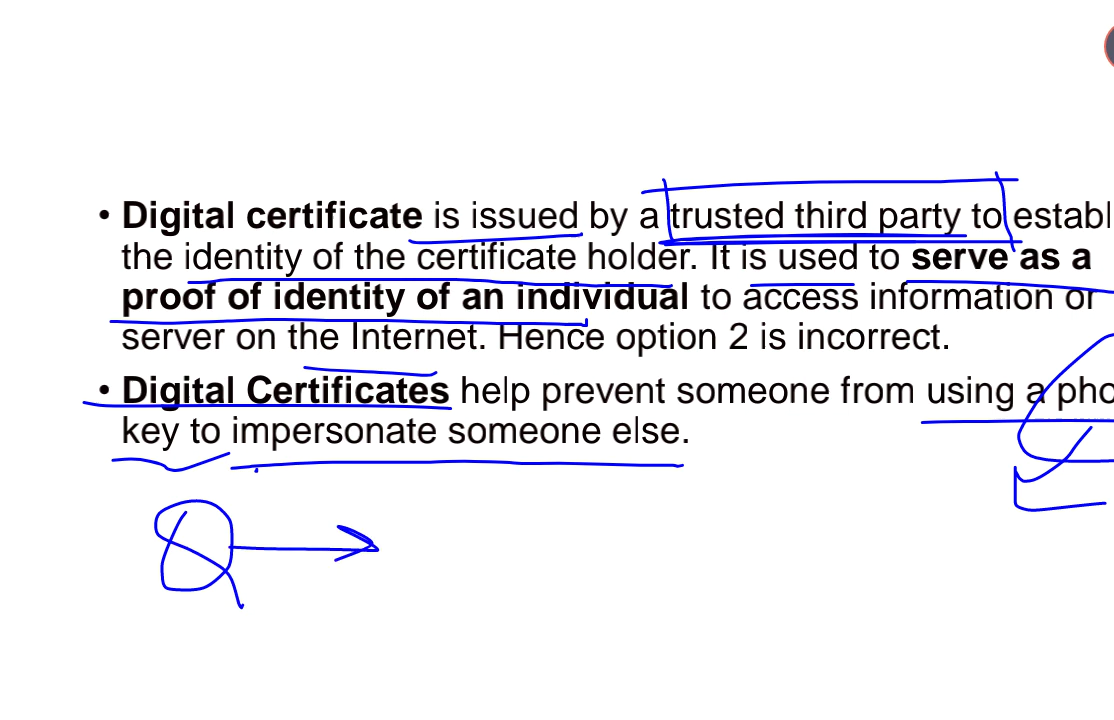 • Digital certificate is issued by a trusted third party to
the identity of the certificate holder. It is used to serve as a
proof of identity of an individual to access information or
server on the Internet. Hence option 2 is incorrect.
• Digital Certificates help prevent someone from using a
key to impersonate someone else.